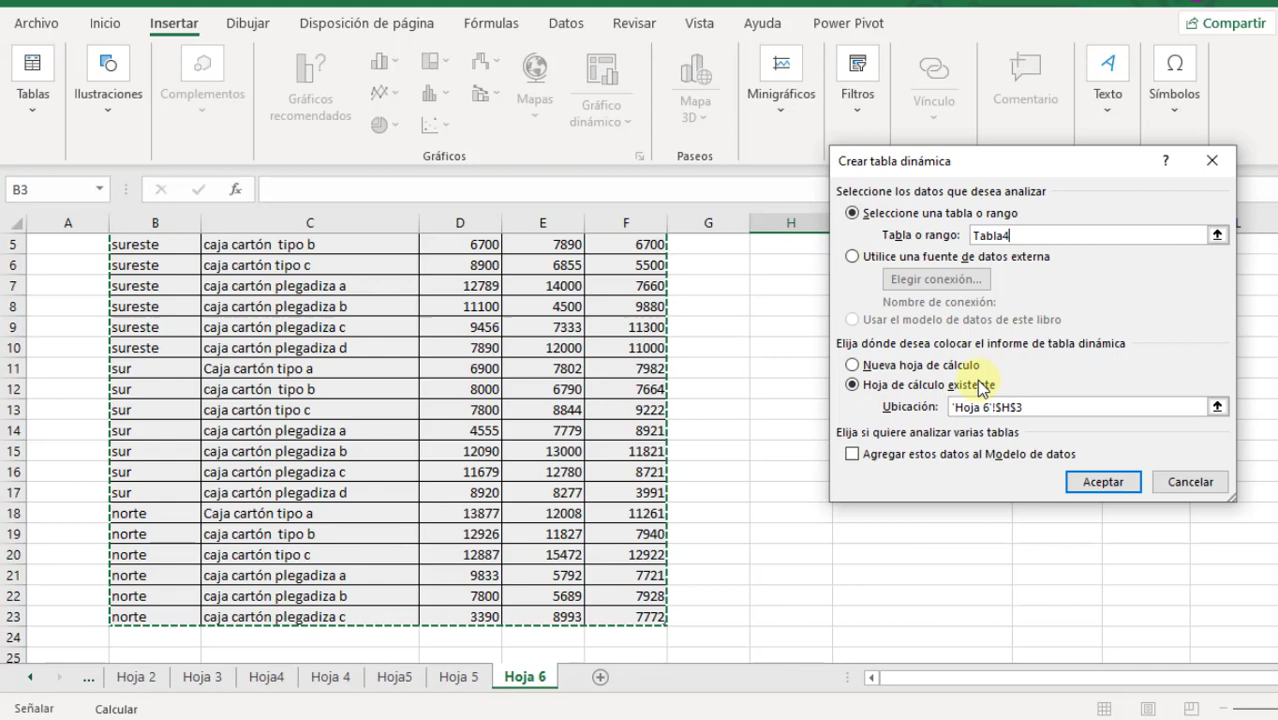 Archivo Inicio Insertar Dibujar Disposición de página Fórmulas Datos Revisar Vista Ayuda Power Pivot Compartir
Tablas Ilustraciones Complementos Gráficos recomendados Mapas Gráfico dinámico Mapa 3D Minigráficos Filtros Vínculo Comentario Texto Símbolos
Gráficos Paseos
B3 fx
A B C D E F G H L
5 sureste caja cartón  tipo b 6700 7890 6700
6 sureste caja cartón tipo c 8900 6855 5500
7 sureste caja cartón plegadiza a 12789 14000 7660
8 sureste caja cartón plegadiza b 11100 4500 9880
9 sureste caja cartón plegadiza c 9456 7333 11300
10 sureste caja cartón plegadiza d 7890 12000 11000
11 sur Caja cartón tipo a 6900 7802 7982
12 sur caja cartón  tipo b 8000 6790 7664
13 sur caja cartón tipo c 7800 8844 9222
14 sur caja cartón plegadiza a 4555 7779 8921
15 sur caja cartón plegadiza b 12090 13000 11821
16 sur caja cartón plegadiza c 11679 12780 8721
17 sur caja cartón plegadiza d 8920 8277 3991
18 norte Caja cartón tipo a 13877 12008 11261
19 norte caja cartón  tipo b 12926 11827 7940
20 norte caja cartón tipo c 12887 15472 12922
21 norte caja cartón plegadiza a 9833 5792 7721
22 norte caja cartón plegadiza b 7800 5689 7928
23 norte caja cartón plegadiza c 3390 8993 7772
24
25
Crear tabla dinámica ?
Seleccione los datos que desea analizar
Seleccione una tabla o rango
Tabla o rango: Tabla4
Utilice una fuente de datos externa
Elegir conexión...
Nombre de conexión:
Usar el modelo de datos de este libro
Elija dónde desea colocar el informe de tabla dinámica
Nueva hoja de cálculo
Hoja de cálculo existente
Ubicación: 'Hoja 6'!$H$3
Elija si quiere analizar varias tablas
Agregar estos datos al Modelo de datos
Aceptar Cancelar
... Hoja 2 Hoja 3 Hoja4 Hoja 4 Hoja5 Hoja 5 Hoja 6
Señalar Calcular